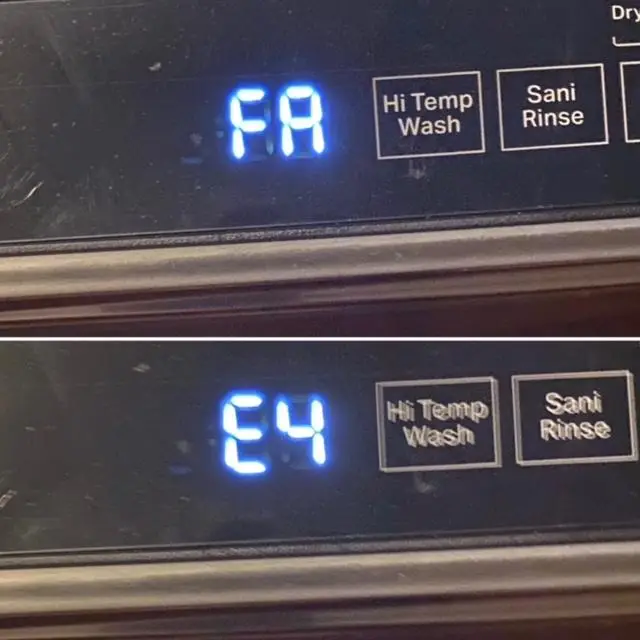 Dry
FA
Hi Temp
Wash
Sani
Rinse
E4
Hi Temp
Wash
Sani
Rinse